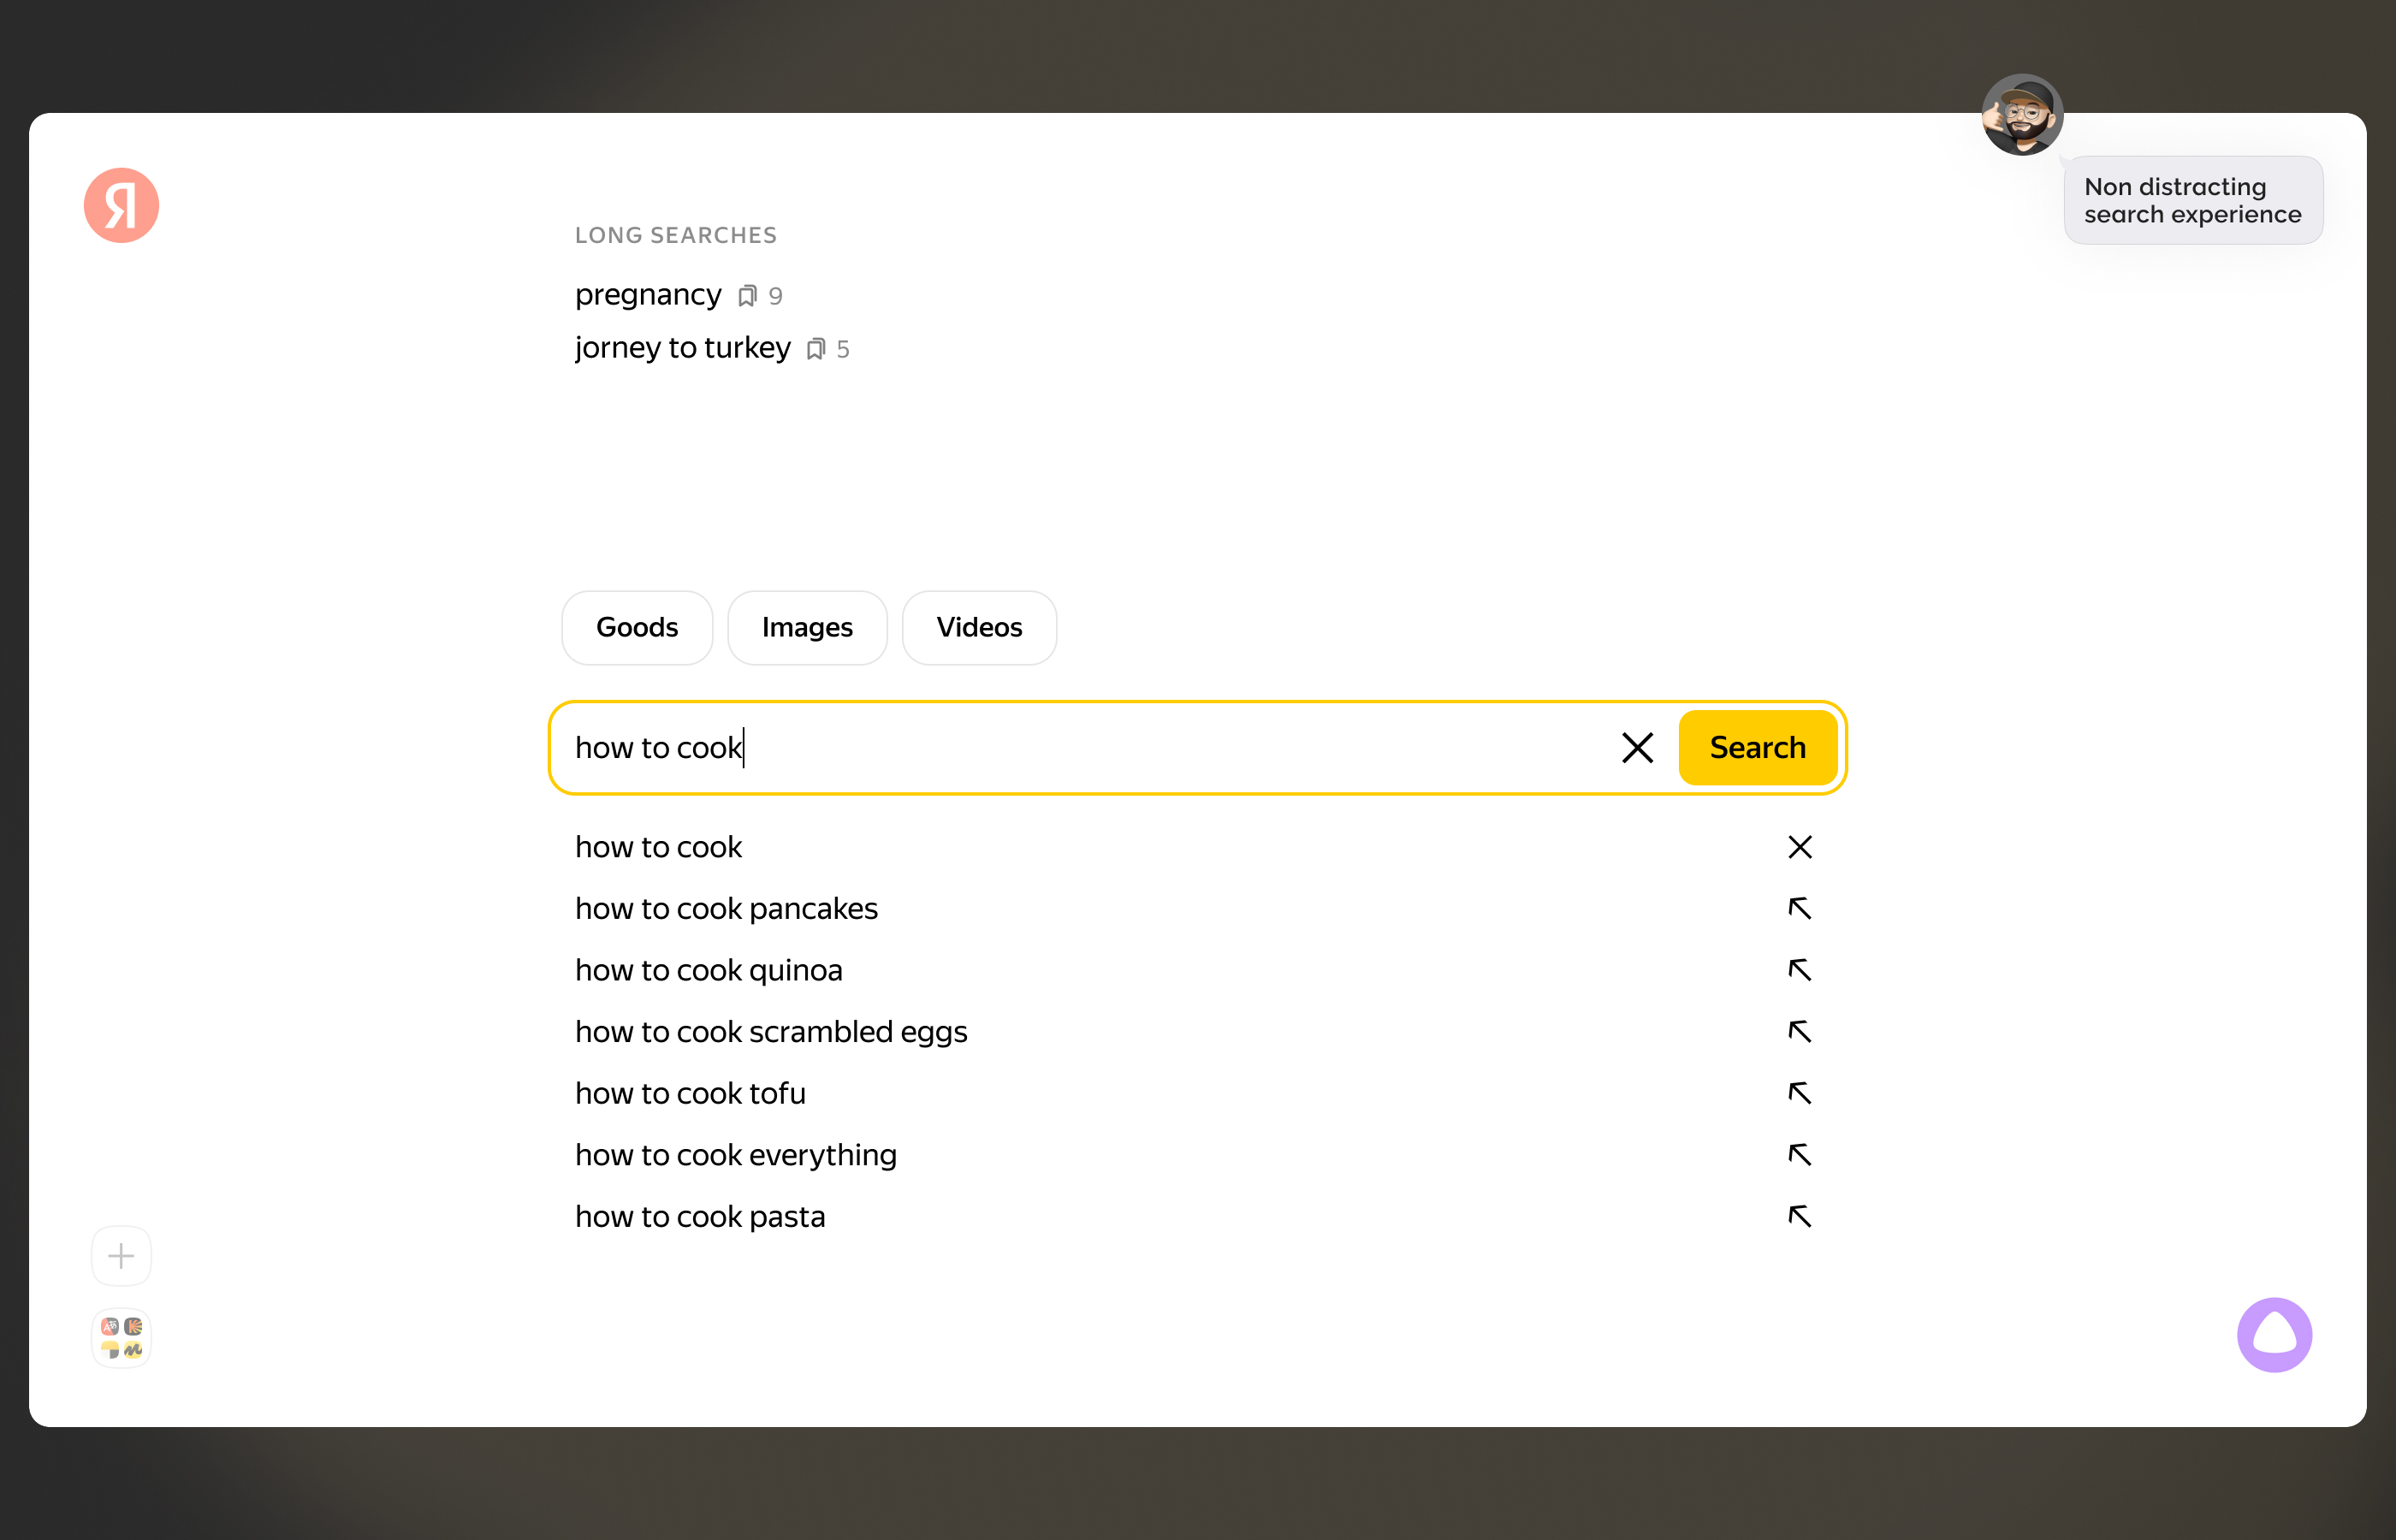 Я
Non distracting
search experience
LONG SEARCHES
pregnancy 9
jorney to turkey 5
Goods
Images
Videos
how to cook
Search
how to cook
how to cook pancakes
how to cook quinoa
how to cook scrambled eggs
how to cook tofu
how to cook everything
how to cook pasta